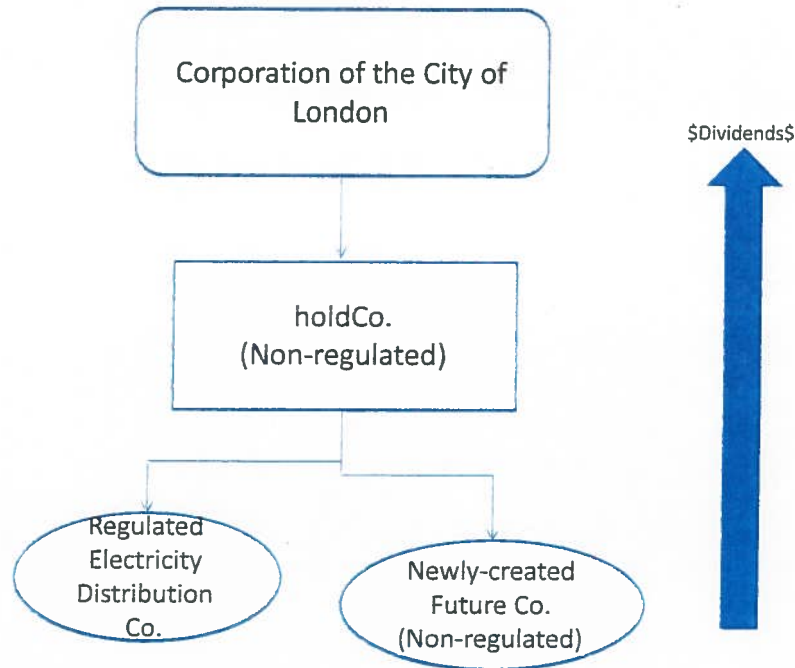 Corporation of the City of
London
$Dividends$
holdCo.
(Non-regulated)
Regulated
Electricity
Distribution
Co.
Newly-created
Future Co.
(Non-regulated)